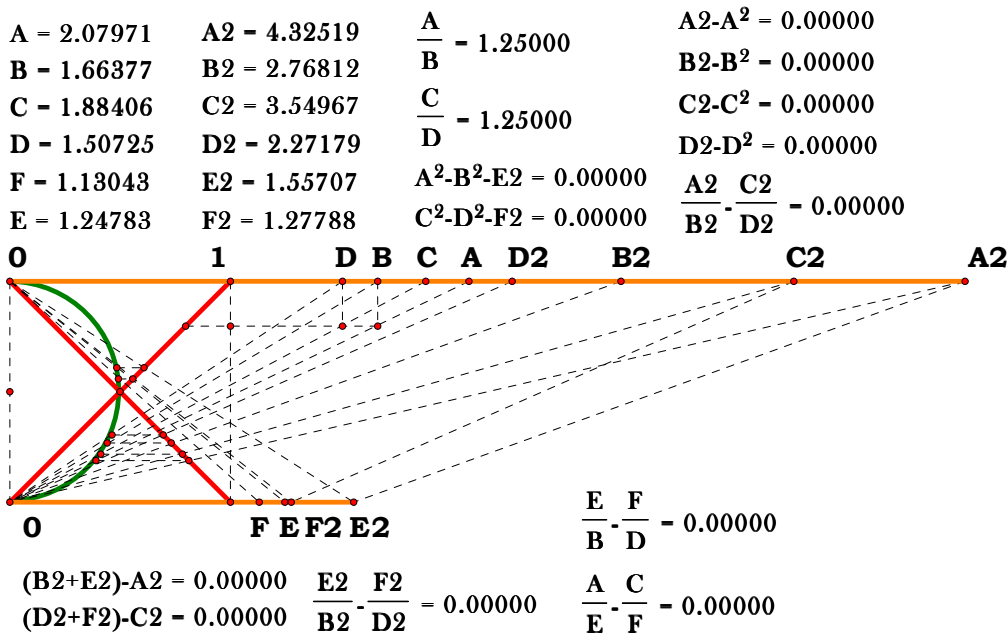 A = 2.07971
B = 1.66377
C = 1.88406
D = 1.50725
F = 1.13043
E = 1.24783
A2 = 4.32519
B2 = 2.76812
C2 = 3.54967
D2 = 2.27179
E2 = 1.55707
F2 = 1.27788
A/B = 1.25000
C/D = 1.25000
A²-B²-E2 = 0.00000
C²-D²-F2 = 0.00000
A2-A² = 0.00000
B2-B² = 0.00000
C2-C² = 0.00000
D2-D² = 0.00000
A2/B2 - C2/D2 = 0.00000
0 1 D B C A D2 B2 C2 A2
0 F E F2 E2
E/B - F/D = 0.00000
(B2+E2)-A2 = 0.00000
(D2+F2)-C2 = 0.00000
E2/B2 - F2/D2 = 0.00000
A/E - C/F = 0.00000